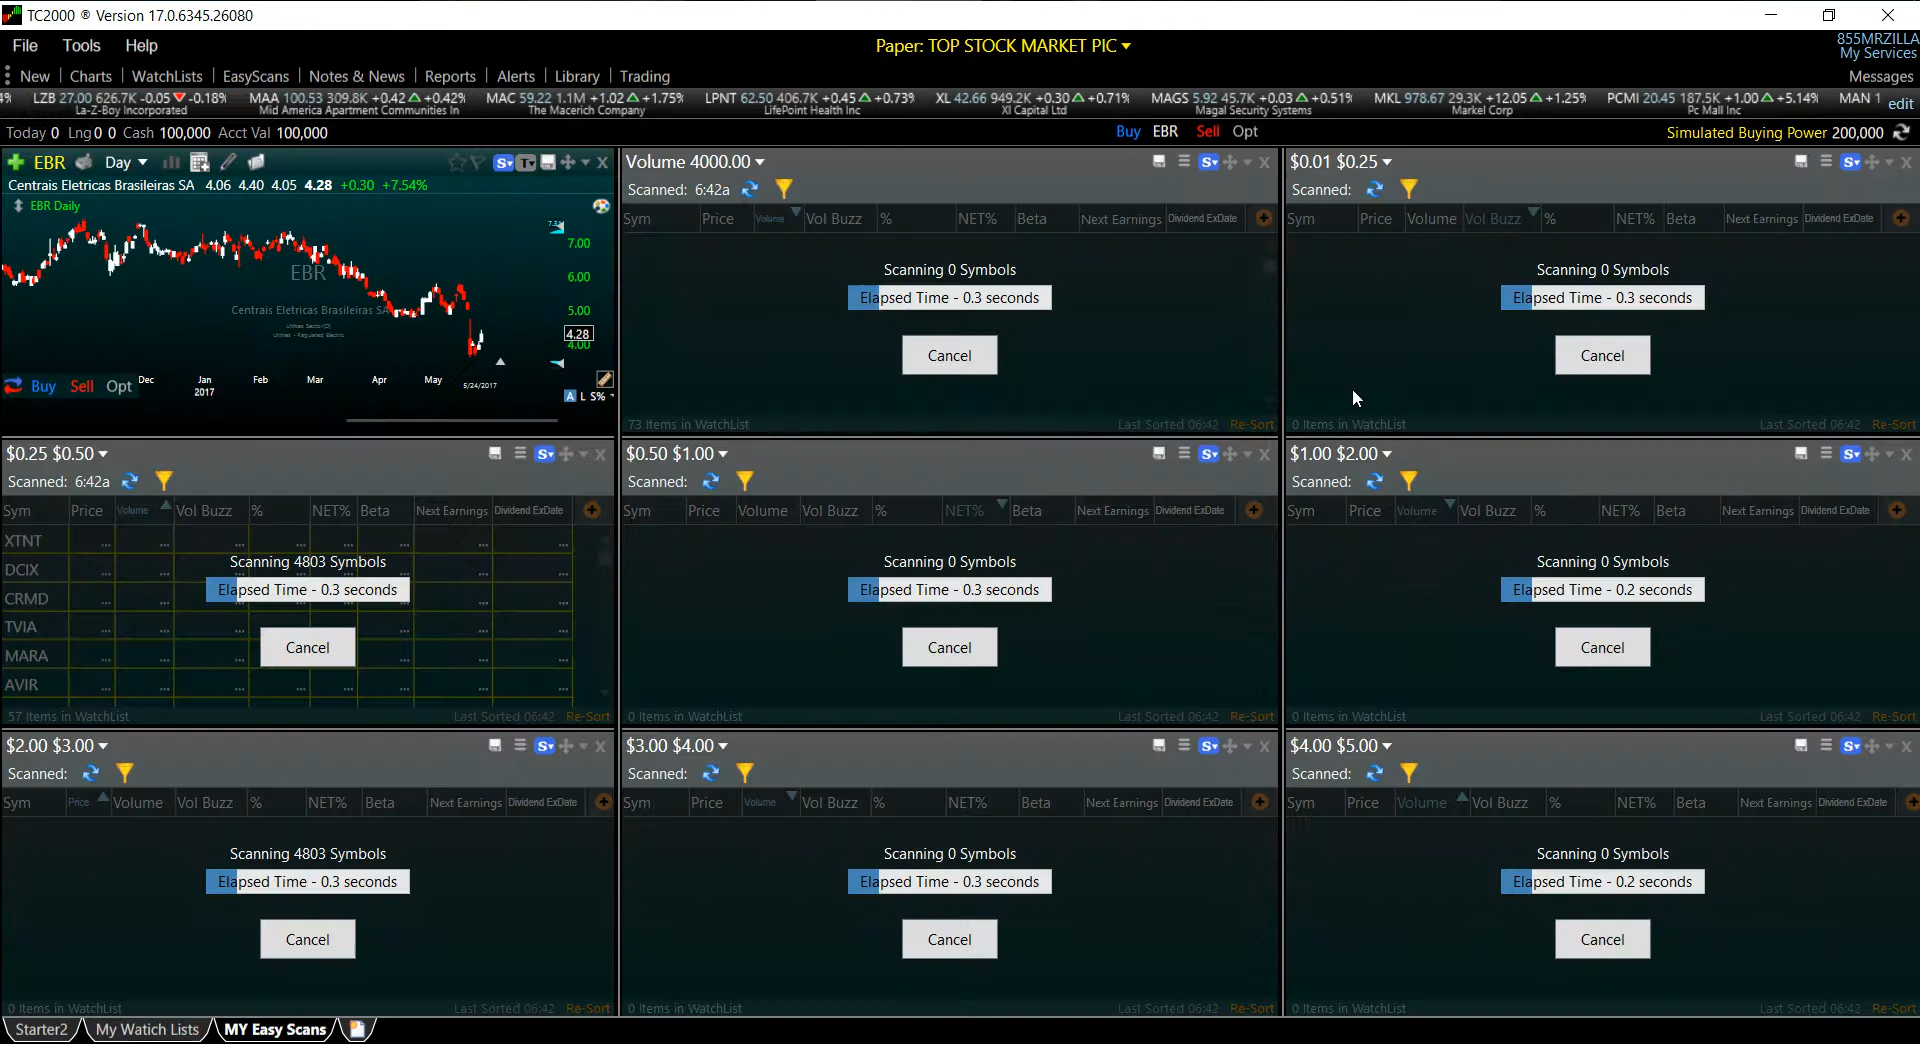 TC2000 ® Version 17.0.6345.26080
File Tools Help
Paper: TOP STOCK MARKET PIC
855MRZILLA
My Services
New Charts WatchLists EasyScans Notes & News Reports Alerts Library Trading
Messages
4% LZB 27.00 626.7K -0.05 -0.18% MAA 100.53 309.8K +0.42 +0.42% MAC 59.22 1.1M +1.02 +1.75% LPNT 62.50 406.7K +0.45 +0.73% XL 42.66 949.2K +0.30 +0.71% MAGS 5.92 45.7K +0.03 +0.51% MKL 978.67 29.3K +12.05 +1.25% PCMI 20.45 187.5K +1.00 +5.14% MAN 1 edit
La-Z-Boy Incorporated Mid America Apartment Communities In The Macerich Company LifePoint Health Inc Xl Capital Ltd Magal Security Systems Markel Corp Pc Mall Inc
Today 0 Lng 0 0 Cash 100,000 Acct Val 100,000
Buy EBR Sell Opt
Simulated Buying Power 200,000
EBR Day S T
Centrais Eletricas Brasileiras SA 4.06 4.40 4.05 4.28 +0.30 +7.54%
EBR Daily
7.00
6.00
5.00
4.28
4.00
EBR
Centrais Eletricas Brasileiras SA
Utilities - Regulated Electric
Dec Jan Feb Mar Apr May 5/24/2017
2017
Buy Sell Opt
A L S%
Volume 4000.00
S
Scanned: 6:42a
Sym Price Volume Vol Buzz % NET% Beta Next Earnings Dividend ExDate
Scanning 0 Symbols
Elapsed Time - 0.3 seconds
Cancel
73 Items in WatchList Last Sorted 06:42 Re-Sort
$0.01 $0.25
S
Scanned:
Sym Price Volume Vol Buzz % NET% Beta Next Earnings Dividend ExDate
Scanning 0 Symbols
Elapsed Time - 0.3 seconds
Cancel
0 Items in WatchList Last Sorted 06:42 Re-Sort
$0.25 $0.50
S
Scanned: 6:42a
Sym Price Volume Vol Buzz % NET% Beta Next Earnings Dividend ExDate
XTNT ... ... ... ... ... ... ... ...
DCIX ... ... ... ... ... ... ... ...
CRMD ... ... ... ... ... ... ... ...
TVIA ... ... ... ... ... ... ... ...
MARA ... ... ... ... ... ... ... ...
AVIR ... ... ... ... ... ... ... ...
Scanning 4803 Symbols
Elapsed Time - 0.3 seconds
Cancel
57 Items in WatchList Last Sorted 06:42 Re-Sort
$0.50 $1.00
S
Scanned:
Sym Price Volume Vol Buzz % NET% Beta Next Earnings Dividend ExDate
Scanning 0 Symbols
Elapsed Time - 0.3 seconds
Cancel
0 Items in WatchList Last Sorted 06:42 Re-Sort
$1.00 $2.00
S
Scanned:
Sym Price Volume Vol Buzz % NET% Beta Next Earnings Dividend ExDate
Scanning 0 Symbols
Elapsed Time - 0.2 seconds
Cancel
0 Items in WatchList Last Sorted 06:42 Re-Sort
$2.00 $3.00
S
Scanned:
Sym Price Volume Vol Buzz % NET% Beta Next Earnings Dividend ExDate
Scanning 4803 Symbols
Elapsed Time - 0.3 seconds
Cancel
0 Items in WatchList Last Sorted 06:42 Re-Sort
$3.00 $4.00
S
Scanned:
Sym Price Volume Vol Buzz % NET% Beta Next Earnings Dividend ExDate
Scanning 0 Symbols
Elapsed Time - 0.3 seconds
Cancel
0 Items in WatchList Last Sorted 06:42 Re-Sort
$4.00 $5.00
S
Scanned:
Sym Price Volume Vol Buzz % NET% Beta Next Earnings Dividend ExDate
Scanning 0 Symbols
Elapsed Time - 0.2 seconds
Cancel
0 Items in WatchList Last Sorted 06:42 Re-Sort
Starter2 My Watich Lists MY Easy Scans